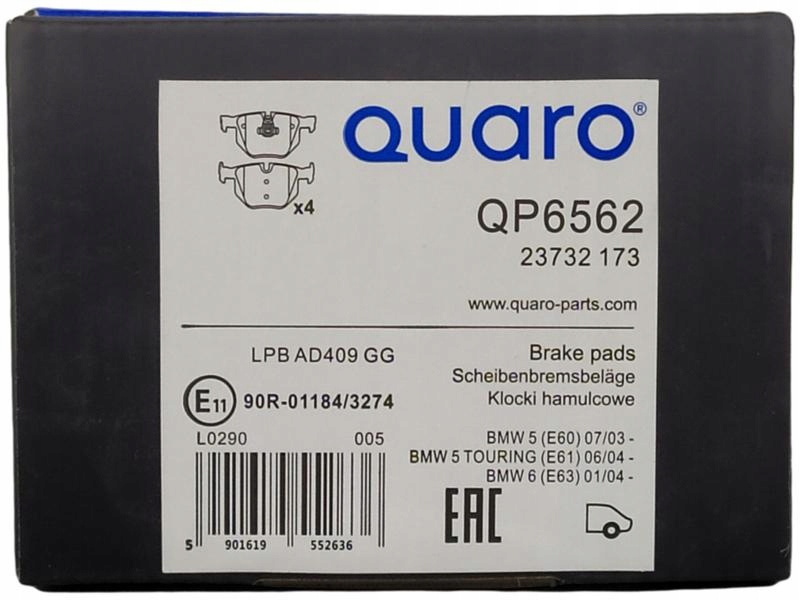 QUARO®
x4
QP6562
23732 173
www.quaro-parts.com
LPB AD409 GG
Brake pads
Scheibenbremsbeläge
Klocki hamulcowe
E11 90R-01184/3274
L0290 005
BMW 5 (E60) 07/03 -
BMW 5 TOURING (E61) 06/04 -
BMW 6 (E63) 01/04 -
EAC
5 901619 552636